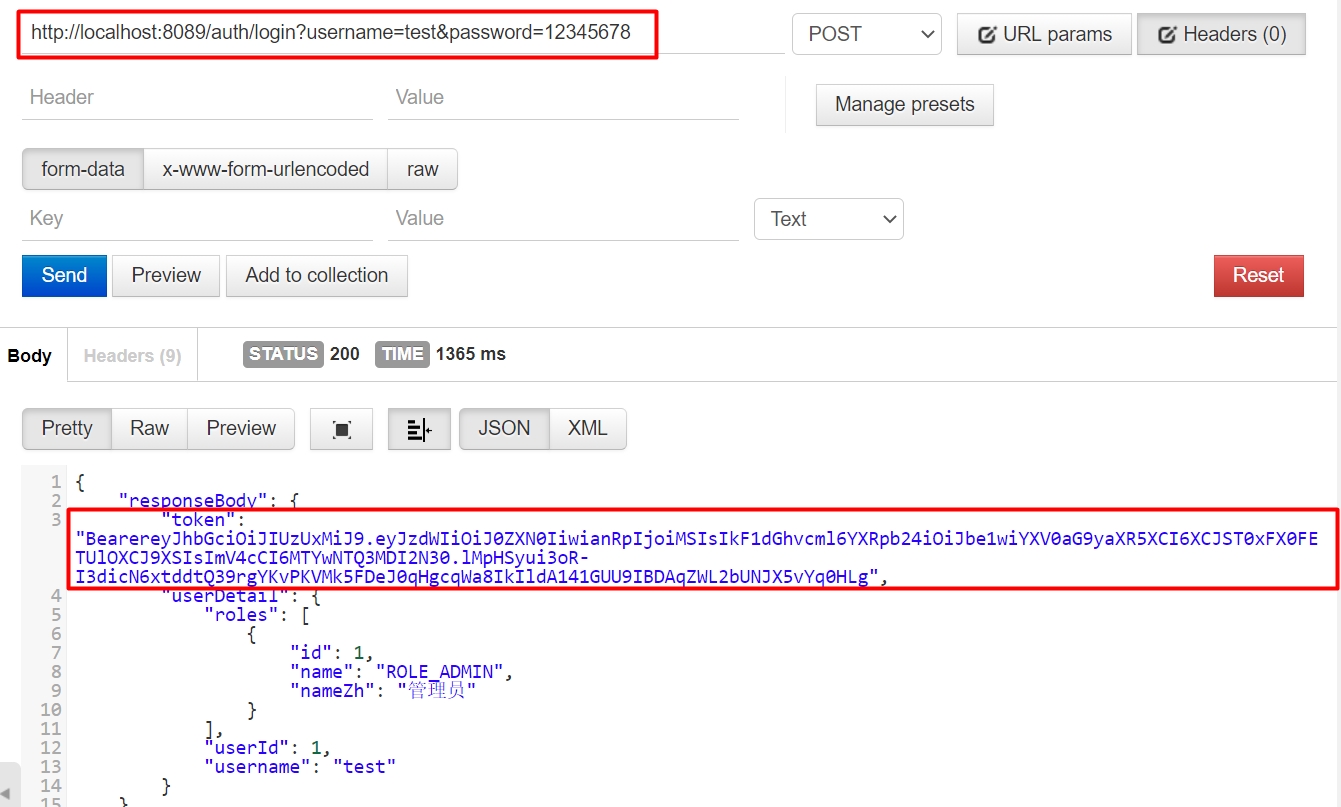 http://localhost:8089/auth/login?username=test&password=12345678
POST
URL params
Headers (0)
Header
Value
Manage presets
form-data
x-www-form-urlencoded
raw
Key
Value
Text
Send
Preview
Add to collection
Reset
Body
Headers (9)
STATUS 200
TIME 1365 ms
Pretty
Raw
Preview
JSON
XML
1 {
2 "responseBody": {
3 "token":
"BearereyJhbGciOiJIUzUxMiJ9.eyJzdWIiOiJ0ZXN0IiwianRpIjoiMSIsIkF1dGhvcml6YXRpb24iOiJbe1wiYXV0aG9yaXR5XCI6XCJST0xFX0FE
TUlOXCJ9XSIsImV4cCI6MTYwNTQ3MDI2N30.lMpHSyui3oR-
I3dicN6xtddtQ39rgYKvPKVMk5FDeJ0qHgcqWa8IkIldA141GUU9IBDAqZWL2bUNJX5vYq0HLg",
4 "userDetail": {
5 "roles": [
6 {
7 "id": 1,
8 "name": "ROLE_ADMIN",
9 "nameZh": "管理员"
10 }
11 ],
12 "userId": 1,
13 "username": "test"
14 }
15 }